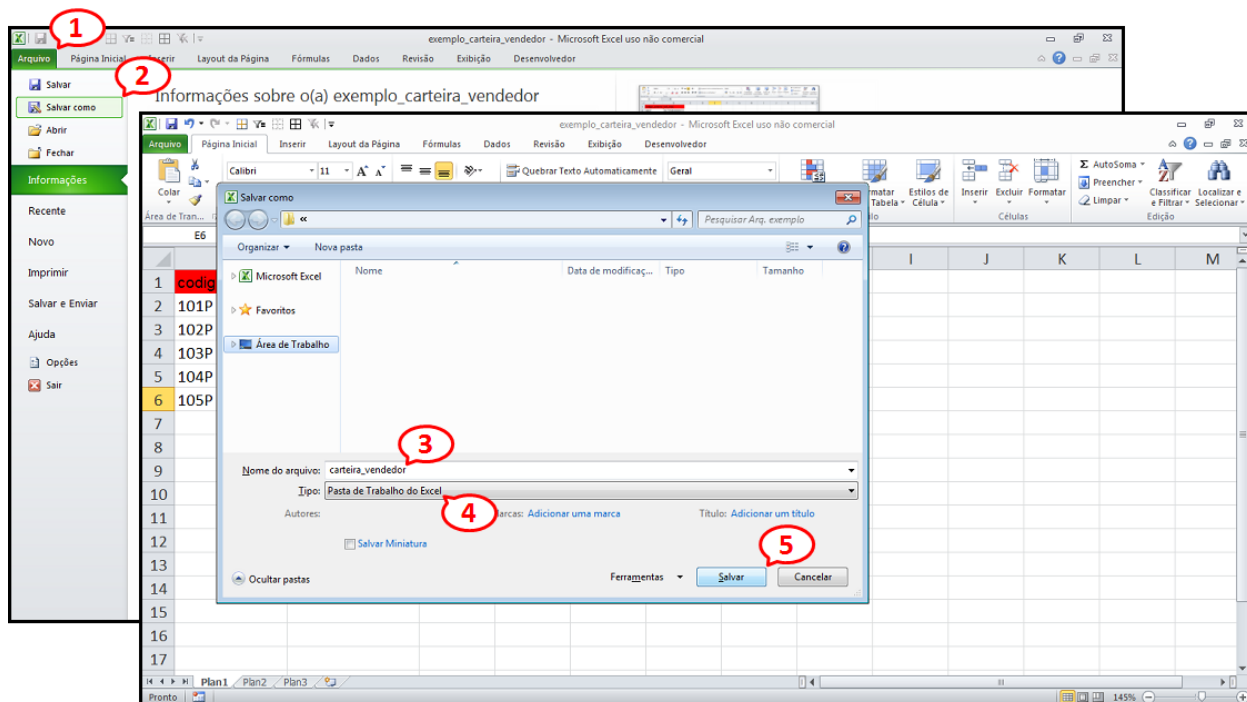 1
exemplo_carteira_vendedor - Microsoft Excel uso não comercial
Arquivo Página Inicial Inserir Layout da Página Fórmulas Dados Revisão Exibição Desenvolvedor
2
Salvar
Salvar como
Abrir
Fechar
Informações
Recente
Novo
Imprimir
Salvar e Enviar
Ajuda
Opções
Sair
Informações sobre o(a) exemplo_carteira_vendedor
exemplo_carteira_vendedor - Microsoft Excel uso não comercial
Arquivo Página Inicial Inserir Layout da Página Fórmulas Dados Revisão Exibição Desenvolvedor
Colar
Área de Tran...
Calibri 11
Quebrar Texto Automaticamente
Geral
Estilos de Célula
Inserir Excluir Formatar
Células
Σ AutoSoma
Preencher
Limpar
Classificar e Filtrar
Localizar e Selecionar
Edição
E6
I J K L M
1 codig
2 101P
3 102P
4 103P
5 104P
6 105P
7
8
9
10
11
12
13
14
15
16
17
Salvar como
«
Pesquisar Arq. exemplo
Organizar Nova pasta
Microsoft Excel
Favoritos
Área de Trabalho
Nome Data de modificaç... Tipo Tamanho
3
Nome do arquivo: carteira_vendedor
Tipo: Pasta de Trabalho do Excel
4
Autores: Adicionar uma marca Título: Adicionar um título
Salvar Miniatura
5
Ocultar pastas Ferramentas Salvar Cancelar
Plan1 Plan2 Plan3
Pronto 145%